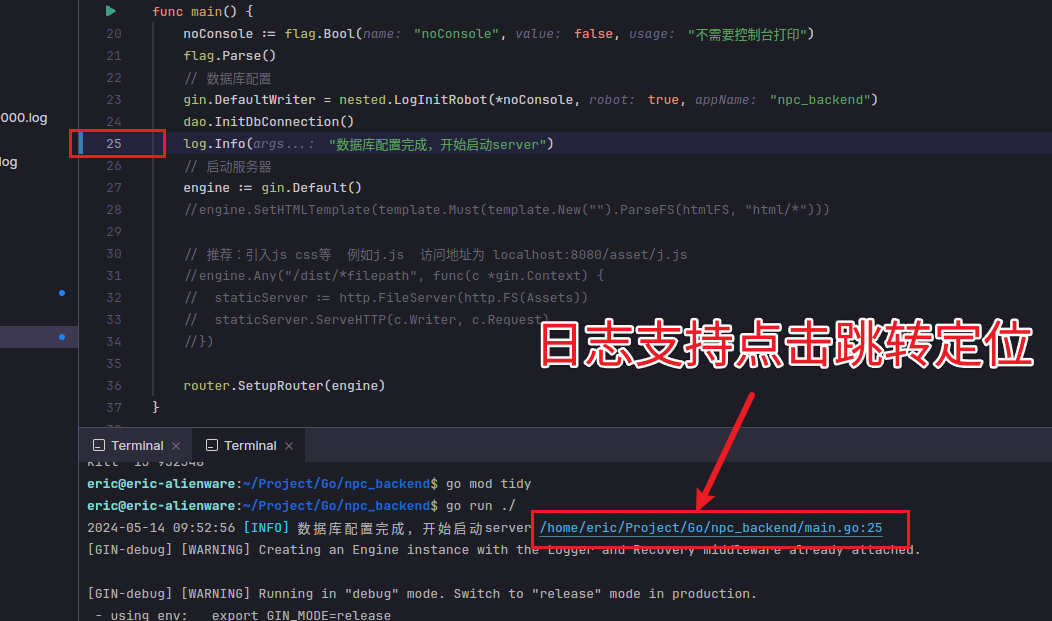 func main() {
000.log
log
20 noConsole := flag.Bool(name: "noConsole", value: false, usage: "不需要控制台打印")
21 flag.Parse()
22 // 数据库配置
23 gin.DefaultWriter = nested.LogInitRobot(*noConsole, robot: true, appName: "npc_backend")
24 dao.InitDbConnection()
25 log.Info(args...: "数据库配置完成，开始启动server")
26 // 启动服务器
27 engine := gin.Default()
28 //engine.SetHTMLTemplate(template.Must(template.New("").ParseFS(htmlFS, "html/*")))
29
30 // 推荐：引入js css等  例如j.js  访问地址为 localhost:8080/asset/j.js
31 //engine.Any("/dist/*filepath", func(c *gin.Context) {
32 //  staticServer := http.FileServer(http.FS(Assets))
33 //  staticServer.ServeHTTP(c.Writer, c.Request)
34 //})
35
36 router.SetupRouter(engine)
37 }
日志支持点击跳转定位
Terminal × Terminal ×
eric@eric-alienware:~/Project/Go/npc_backend$ go mod tidy
eric@eric-alienware:~/Project/Go/npc_backend$ go run ./
2024-05-14 09:52:56 [INFO] 数据库配置完成，开始启动server /home/eric/Project/Go/npc_backend/main.go:25
[GIN-debug] [WARNING] Creating an Engine instance with the Logger and Recovery middleware already attached.
[GIN-debug] [WARNING] Running in "debug" mode. Switch to "release" mode in production.
- using env:   export GIN_MODE=release